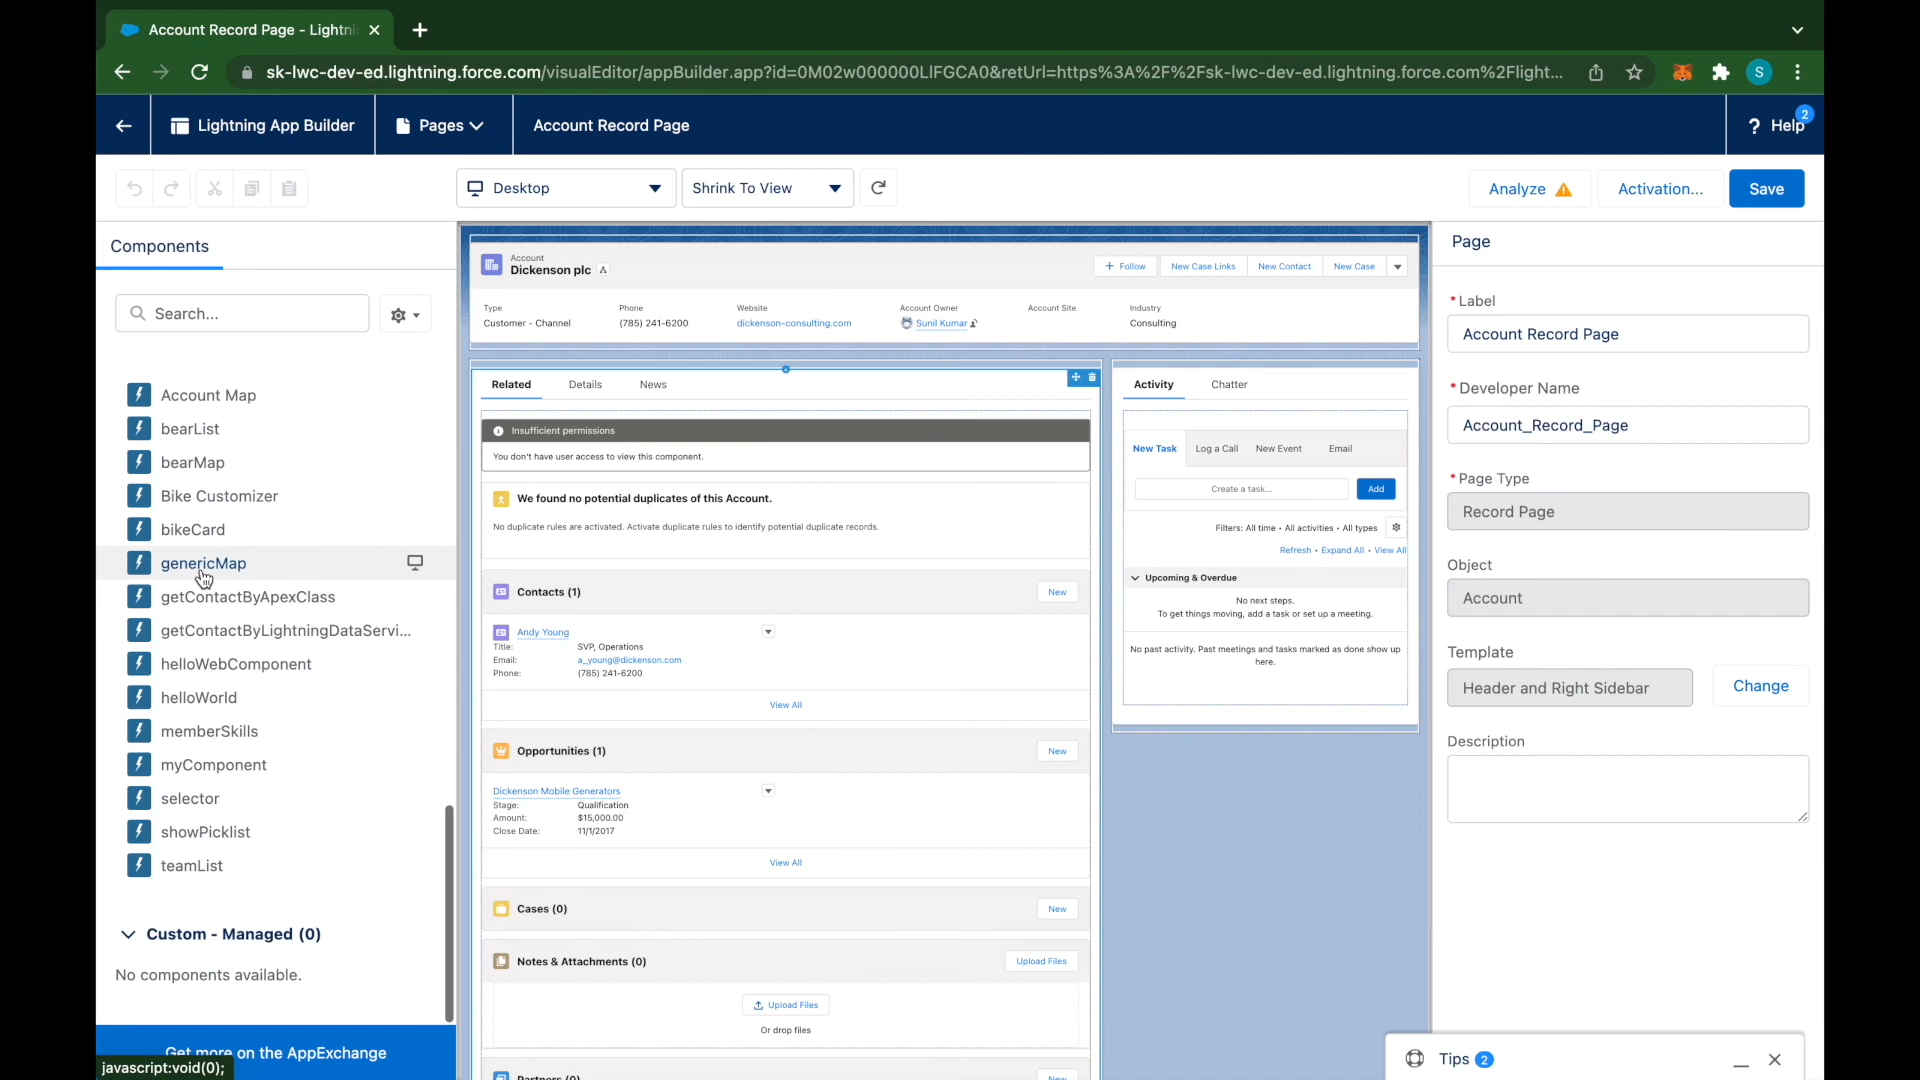 Account Record Page - Lightni
sk-lwc-dev-ed.lightning.force.com/visualEditor/appBuilder.app?id=0M02w000000LlFGCA0&retUrl=https%3A%2F%2Fsk-lwc-dev-ed.lightning.force.com%2Flight...
S
Lightning App Builder
Pages
Account Record Page
? Help
2
Desktop
Shrink To View
Analyze
Activation...
Save
Components
Search...
Account Map
bearList
bearMap
Bike Customizer
bikeCard
genericMap
getContactByApexClass
getContactByLightningDataServi...
helloWebComponent
helloWorld
memberSkills
myComponent
selector
showPicklist
teamList
Custom - Managed (0)
No components available.
Get more on the AppExchange
javascript:void(0);
Account
Dickenson plc
+ Follow
New Case Links
New Contact
New Case
Type
Customer - Channel
Phone
(785) 241-6200
Website
dickenson-consulting.com
Account Owner
Sunil Kumar
Account Site
Industry
Consulting
Related
Details
News
Insufficient permissions
You don't have user access to view this component.
We found no potential duplicates of this Account.
No duplicate rules are activated. Activate duplicate rules to identify potential duplicate records.
Contacts (1)
New
Andy Young
Title: SVP, Operations
Email: a_young@dickenson.com
Phone: (785) 241-6200
View All
Opportunities (1)
New
Dickenson Mobile Generators
Stage: Qualification
Amount: $15,000.00
Close Date: 11/1/2017
View All
Cases (0)
New
Notes & Attachments (0)
Upload Files
Upload Files
Or drop files
Partners (0)
New
Activity
Chatter
New Task
Log a Call
New Event
Email
Create a task...
Add
Filters: All time • All activities • All types
Refresh • Expand All • View All
Upcoming & Overdue
No next steps.
To get things moving, add a task or set up a meeting.
No past activity. Past meetings and tasks marked as done show up
here.
Page
* Label
Account Record Page
* Developer Name
Account_Record_Page
* Page Type
Record Page
Object
Account
Template
Header and Right Sidebar
Change
Description
Tips 2